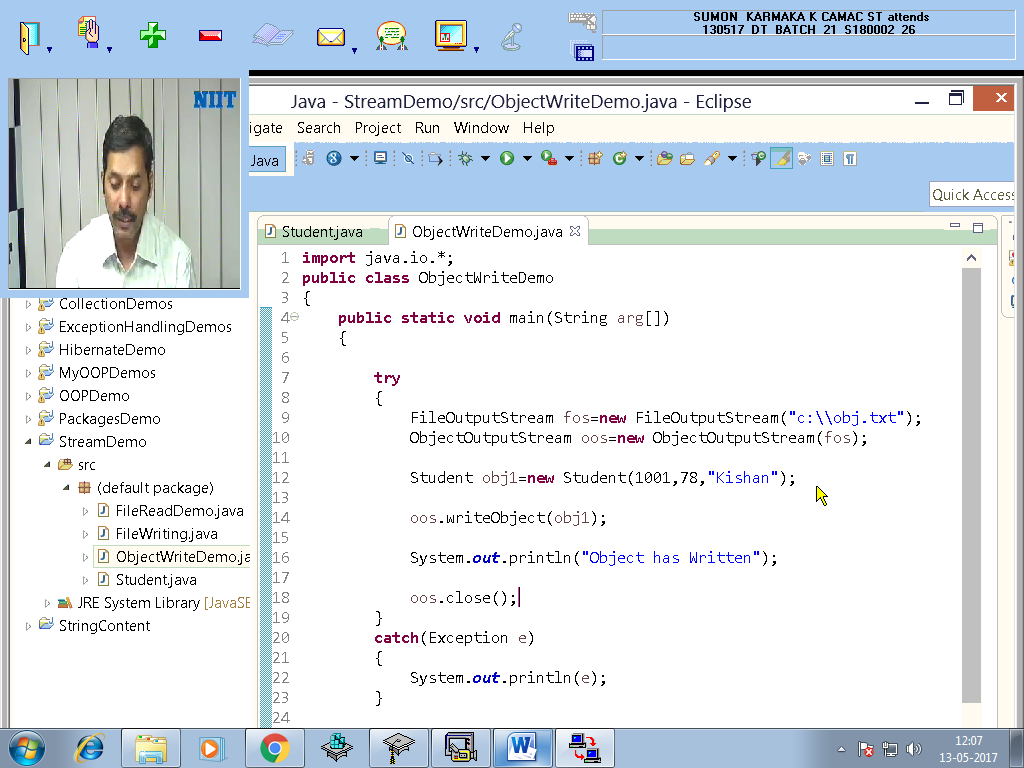 SUMON KARMAKA K CAMAC ST attends
130517_DT_BATCH_21_S180002_26
NIIT
Java - StreamDemo/src/ObjectWriteDemo.java - Eclipse
igate Search Project Run Window Help
Java
Quick Access
Student.java
ObjectWriteDemo.java
1 import java.io.*;
2 public class ObjectWriteDemo
3 {
4 public static void main(String arg[])
5 {
6
7 try
8 {
9 FileOutputStream fos=new FileOutputStream("c:\\obj.txt");
10 ObjectOutputStream oos=new ObjectOutputStream(fos);
11
12 Student obj1=new Student(1001,78,"Kishan");
13
14 oos.writeObject(obj1);
15
16 System.out.println("Object has Written");
17
18 oos.close();
19 }
20 catch(Exception e)
21 {
22 System.out.println(e);
23 }
24
CollectionDemos
ExceptionHandlingDemos
HibernateDemo
MyOOPDemos
OOPDemo
PackagesDemo
StreamDemo
src
(default package)
FileReadDemo.java
FileWriting.java
ObjectWriteDemo.ja
Student.java
JRE System Library [JavaSE
StringContent
12:07
13-05-2017